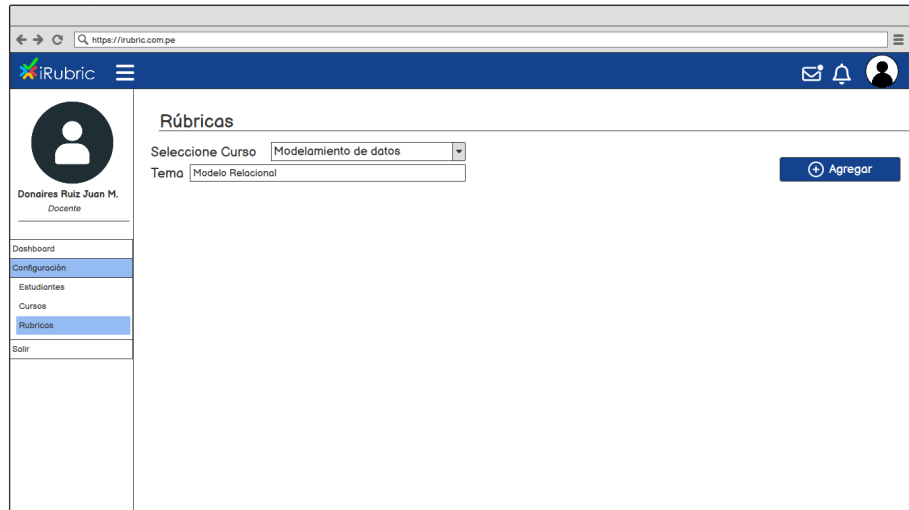 https://irubric.com.pe
iRubric
Donaires Ruiz Juan M.
Docente
Dashboard
Configuración
Estudiantes
Cursos
Rubricas
Salir
Rúbricas
Seleccione Curso Modelamiento de datos
Tema Modelo Relacional
Agregar